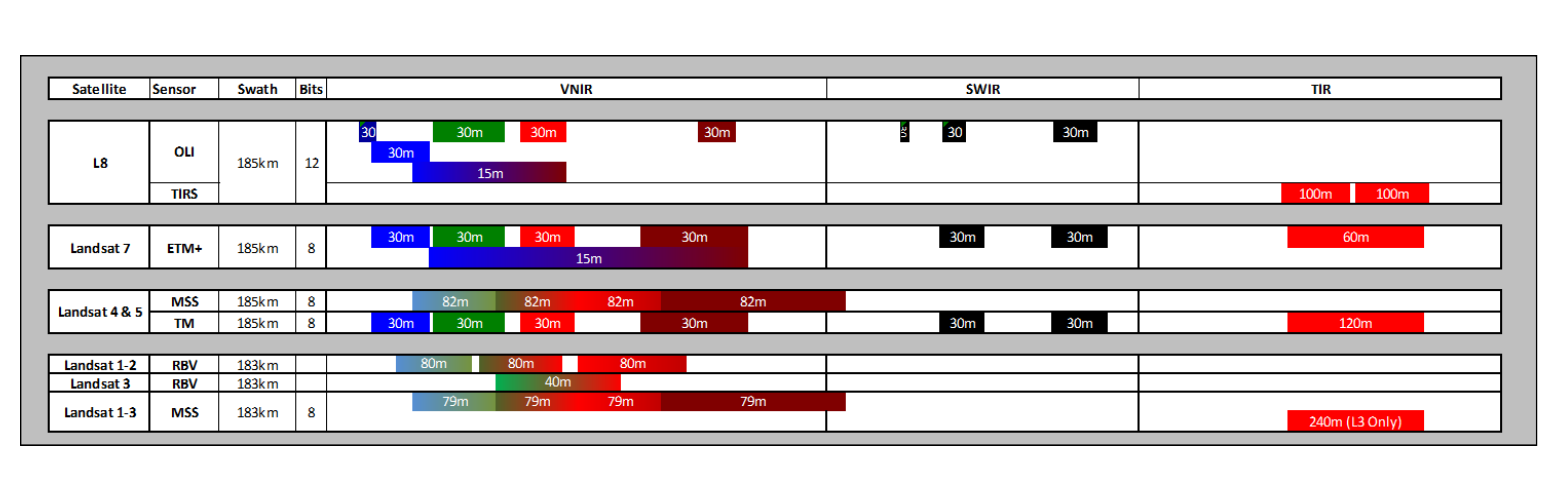 Satellite Sensor Swath Bits VNIR SWIR TIR
30 30m 30m 30m 30 30m
OLI
30m
L8 185km 12
15m
TIRS 100m 100m
30m 30m 30m 30m 30m 30m 60m
Landsat 7 ETM+ 185km 8
15m
MSS 185km 8 82m 82m 82m 82m
Landsat 4 & 5
TM 185km 8 30m 30m 30m 30m 30m 30m 120m
Landsat 1-2 RBV 183km 80m 80m 80m
Landsat 3 RBV 183km 40m
79m 79m 79m 79m
Landsat 1-3 MSS 183km 8
240m (L3 Only)